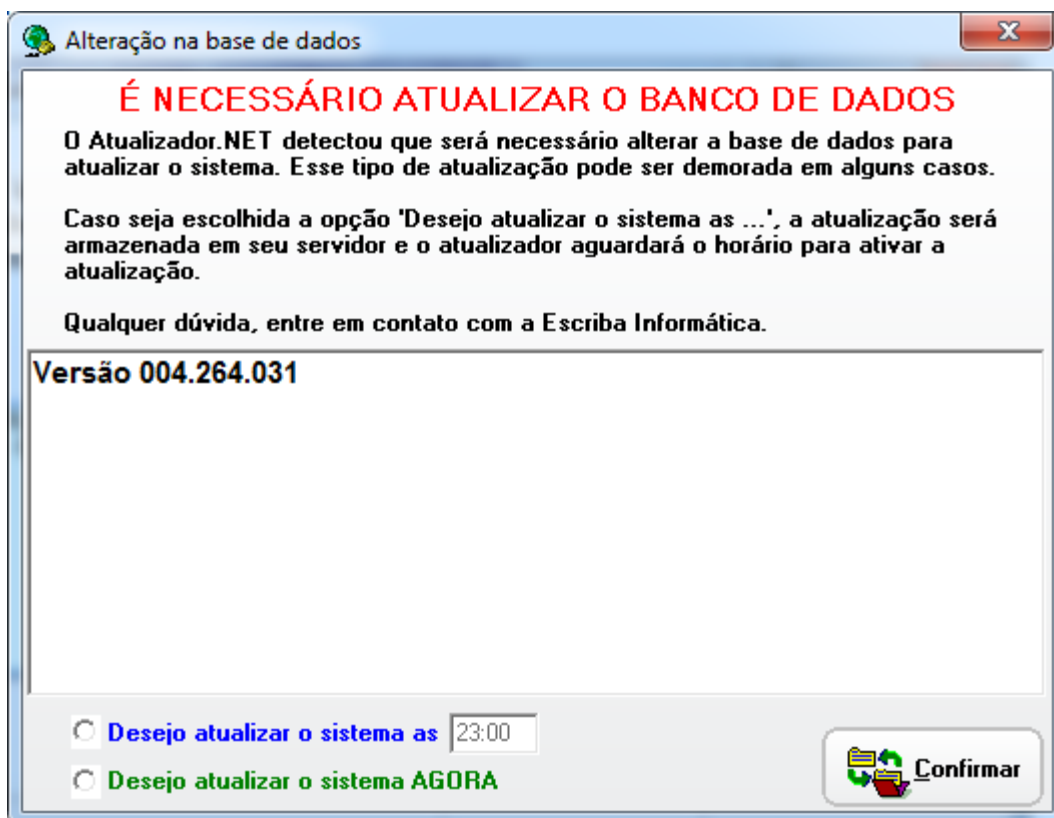 Alteração na base de dados
É NECESSÁRIO ATUALIZAR O BANCO DE DADOS
O Atualizador.NET detectou que será necessário alterar a base de dados para
atualizar o sistema. Esse tipo de atualização pode ser demorada em alguns casos.
Caso seja escolhida a opção 'Desejo atualizar o sistema as ...', a atualização será
armazenada em seu servidor e o atualizador aguardará o horário para ativar a
atualização.
Qualquer dúvida, entre em contato com a Escriba Informática.
Versão 004.264.031
Desejo atualizar o sistema as 23:00
Desejo atualizar o sistema AGORA
Confirmar